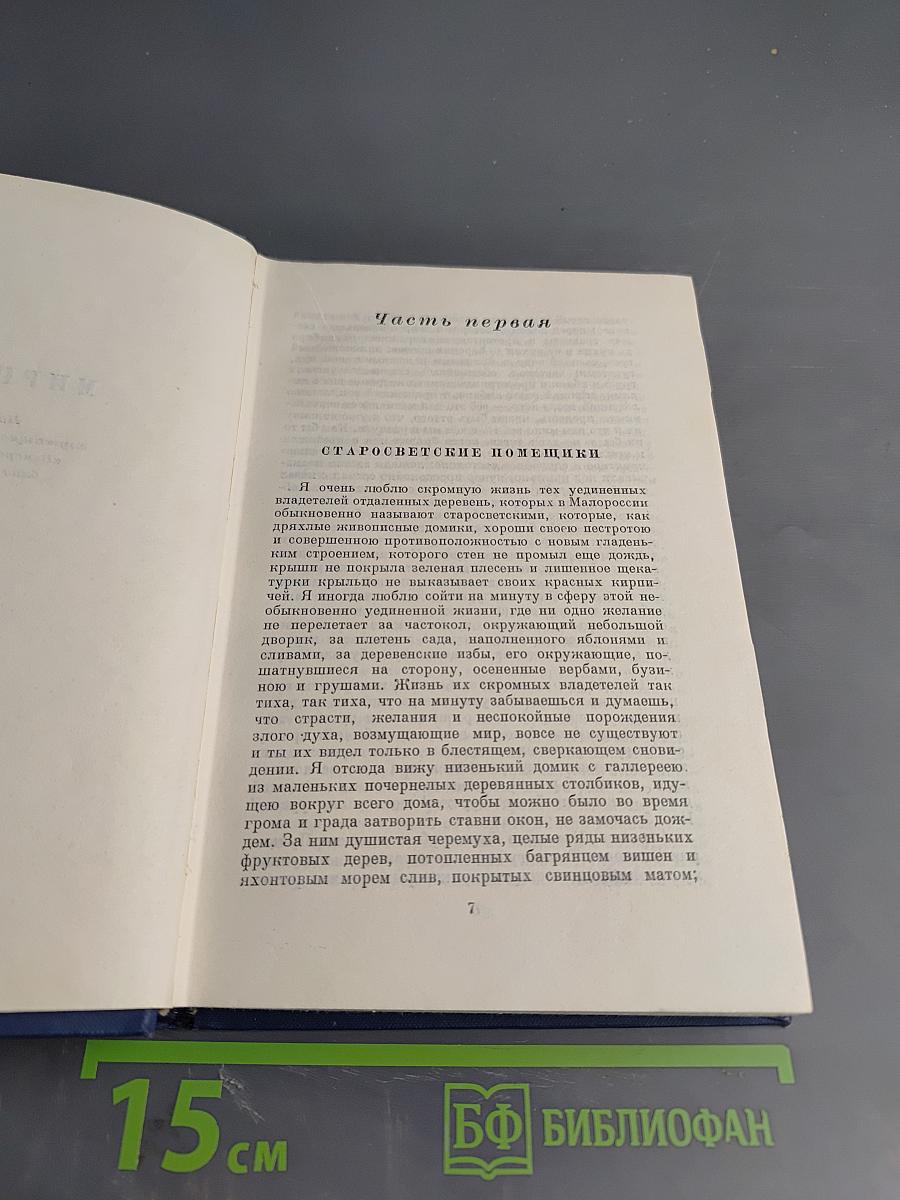 Часть первая
СТАРОСВЕТСКИЕ ПОМЕЩИКИ
Я очень люблю скромную жизнь тех уединенных
владетелей отдаленных деревень, которых в Малороссии
обыкновенно называют старосветскими, которые, как
дряхлые живописные домики, хороши своею пестротою
и совершенною противоположностью с новым гладень-
ким строением, которого стен не промыл еще дождь,
крыши не покрыла зеленая плесень и лишенное щека-
турки крыльцо не выказывает своих красных кирпи-
чей. Я иногда люблю сойти на минуту в сферу этой не-
обыкновенно уединенной жизни, где ни одно желание
не перелетает за частокол, окружающий небольшой
дворик, за плетень сада, наполненного яблонями и
сливами, за деревенские избы, его окружающие, по-
шатнувшиеся на сторону, осененные вербами, бузи-
ною и грушами. Жизнь их скромных владетелей так
тиха, так тиха, что на минуту забываешься и думаешь,
что страсти, желания и неспокойные порождения
злого духа, возмущающие мир, вовсе не существуют
и ты их видел только в блестящем, сверкающем снови-
дении. Я отсюда вижу низенький домик с галлереею
из маленьких почернелых деревянных столбиков, иду-
щею вокруг всего дома, чтобы можно было во время
грома и града затворить ставни окон, не замочась дож-
дем. За ним душистая черемуха, целые ряды низеньких
фруктовых дерев, потопленных багрянцем вишен и
яхонтовым морем слив, покрытых свинцовым матом;
7
15 см
БФ БИБЛИОФАН